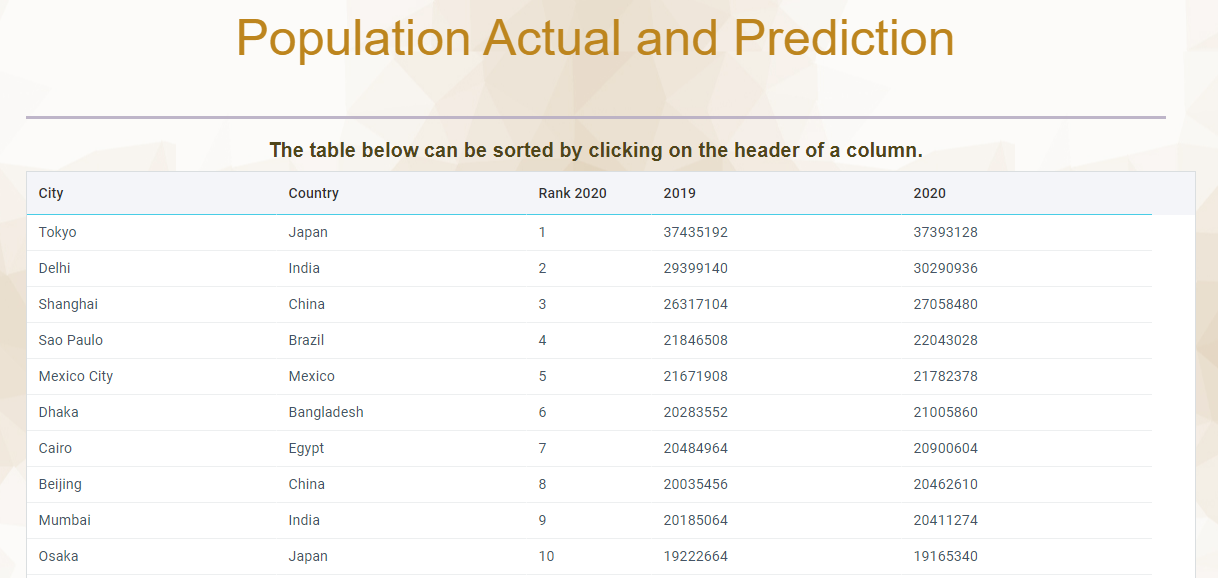 Population Actual and Prediction
The table below can be sorted by clicking on the header of a column.
City Country Rank 2020 2019 2020
Tokyo Japan 1 37435192 37393128
Delhi India 2 29399140 30290936
Shanghai China 3 26317104 27058480
Sao Paulo Brazil 4 21846508 22043028
Mexico City Mexico 5 21671908 21782378
Dhaka Bangladesh 6 20283552 21005860
Cairo Egypt 7 20484964 20900604
Beijing China 8 20035456 20462610
Mumbai India 9 20185064 20411274
Osaka Japan 10 19222664 19165340